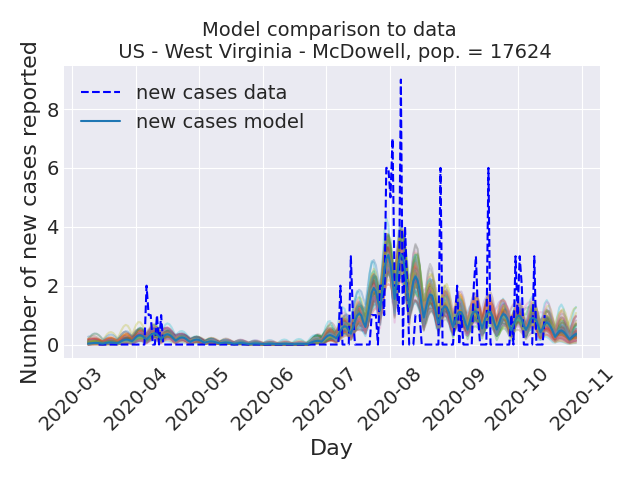 Model comparison to data
US - West Virginia - McDowell, pop. = 17624
Number of new cases reported
new cases data
new cases model
8
6
4
2
0
2020-03
2020-04
2020-05
2020-06
2020-07
2020-08
2020-09
2020-10
2020-11
Day